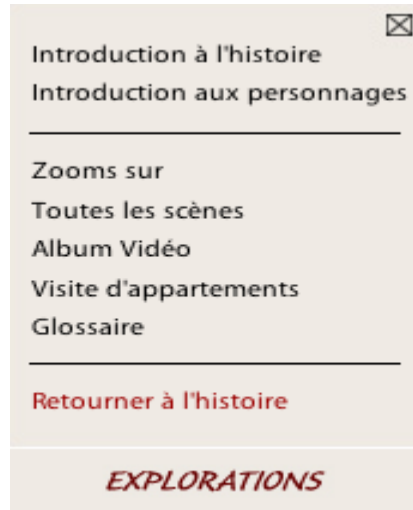 Introduction à l'histoire
Introduction aux personnages
Zooms sur
Toutes les scènes
Album Vidéo
Visite d'appartements
Glossaire
Retourner à l'histoire
EXPLORATIONS